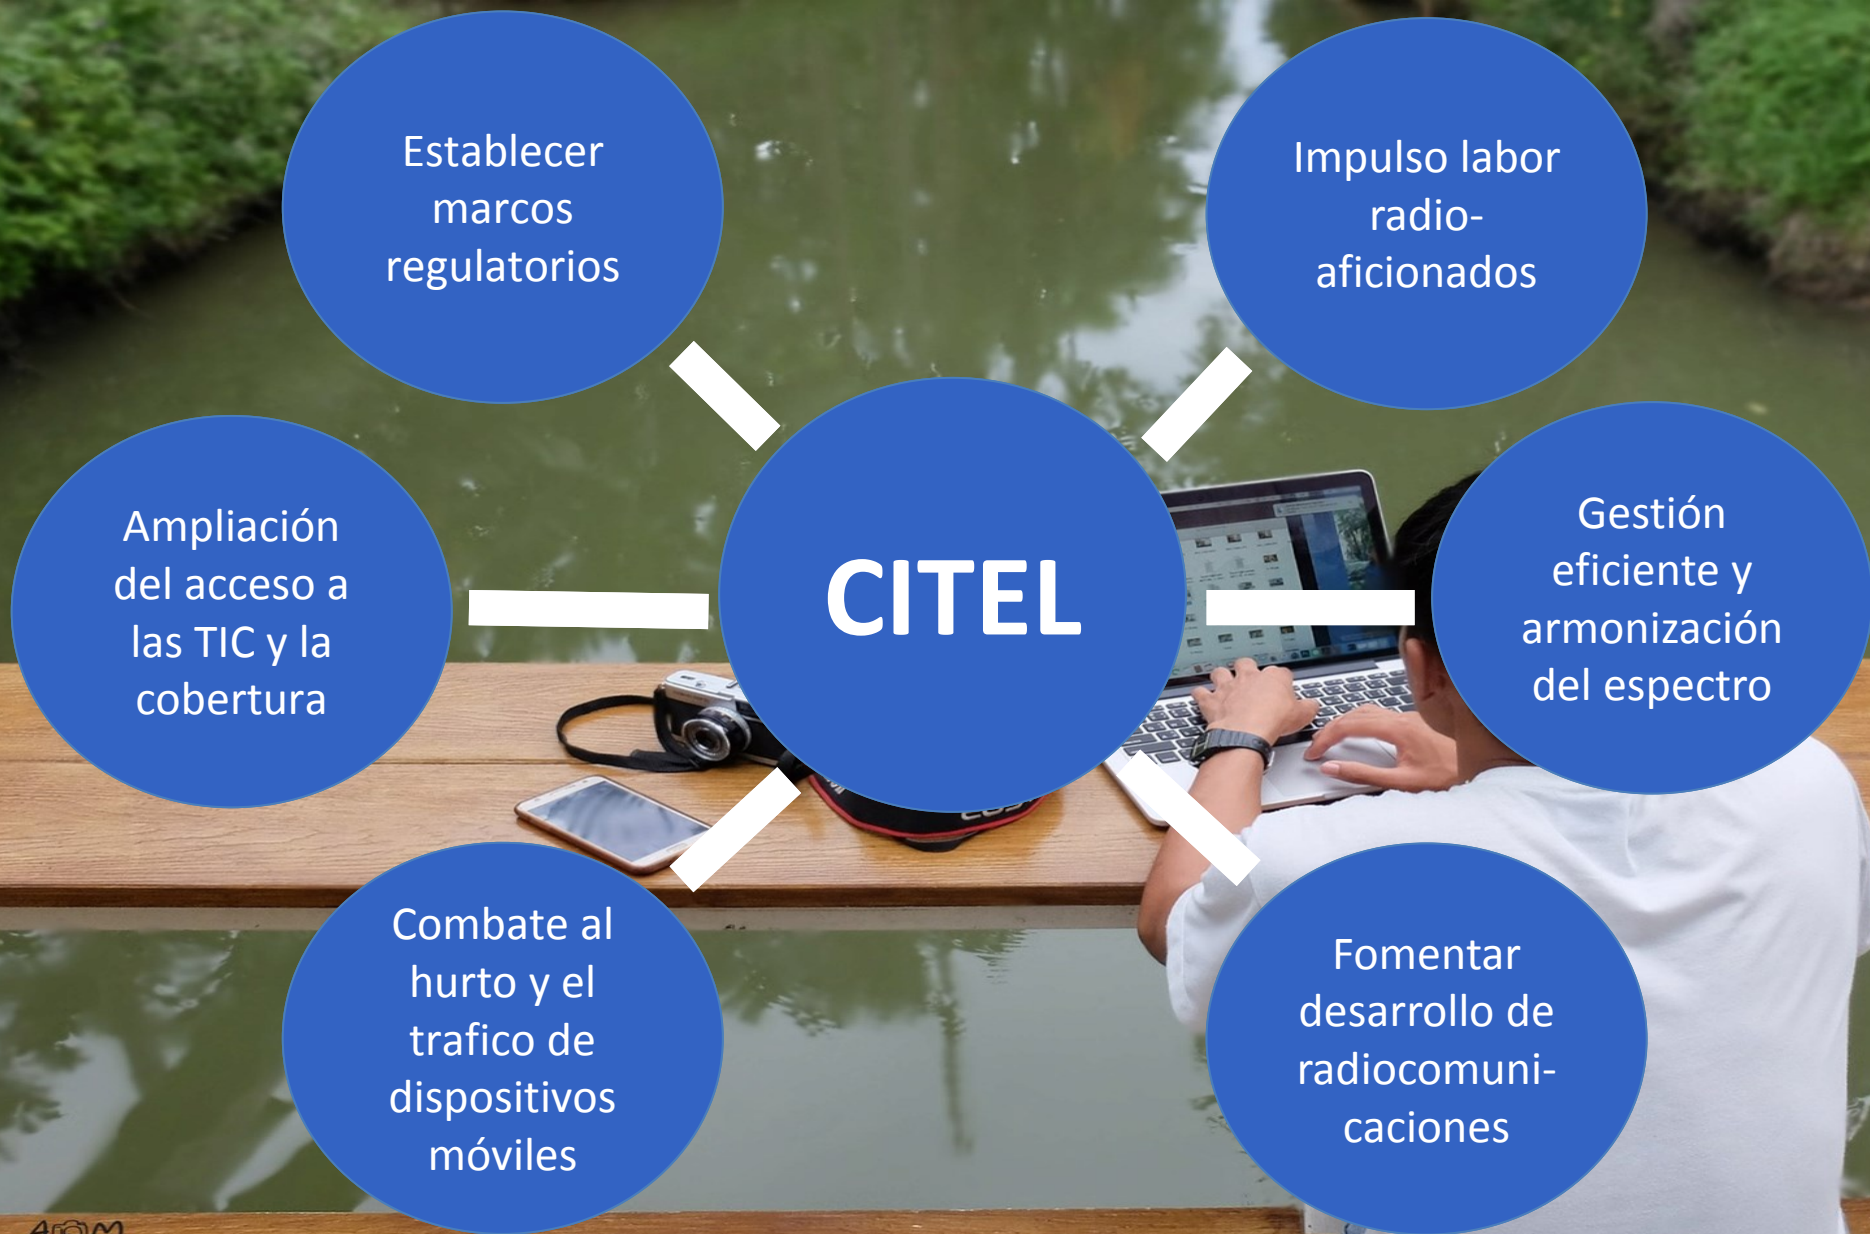 Establecer
marcos
regulatorios
Impulso labor
radio-
aficionados
Ampliación
del acceso a
las TIC y la
cobertura
CITEL
Gestión
eficiente y
armonización
del espectro
Combate al
hurto y el
trafico de
dispositivos
móviles
Fomentar
desarrollo de
radiocomuni-
caciones